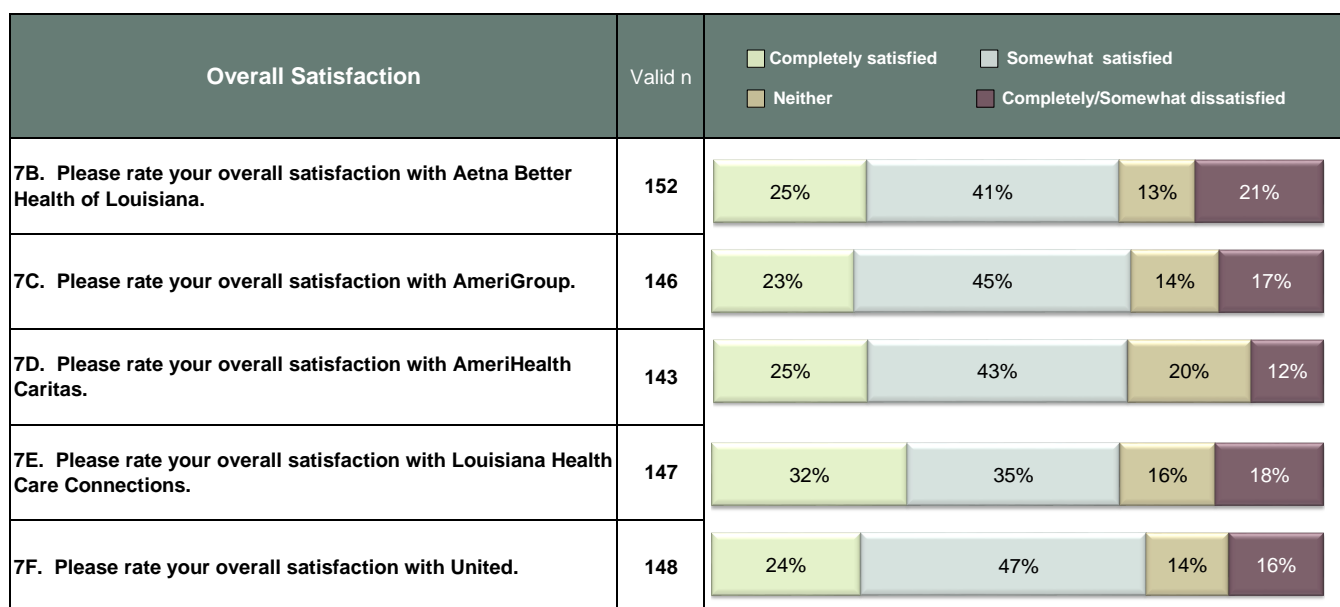 Overall Satisfaction
Valid n
Completely satisfied
Somewhat satisfied
Neither
Completely/Somewhat dissatisfied
7B. Please rate your overall satisfaction with Aetna Better
Health of Louisiana.
152
25%
41%
13%
21%
7C. Please rate your overall satisfaction with AmeriGroup.
146
23%
45%
14%
17%
7D. Please rate your overall satisfaction with AmeriHealth
Caritas.
143
25%
43%
20%
12%
7E. Please rate your overall satisfaction with Louisiana Health
Care Connections.
147
32%
35%
16%
18%
7F. Please rate your overall satisfaction with United.
148
24%
47%
14%
16%